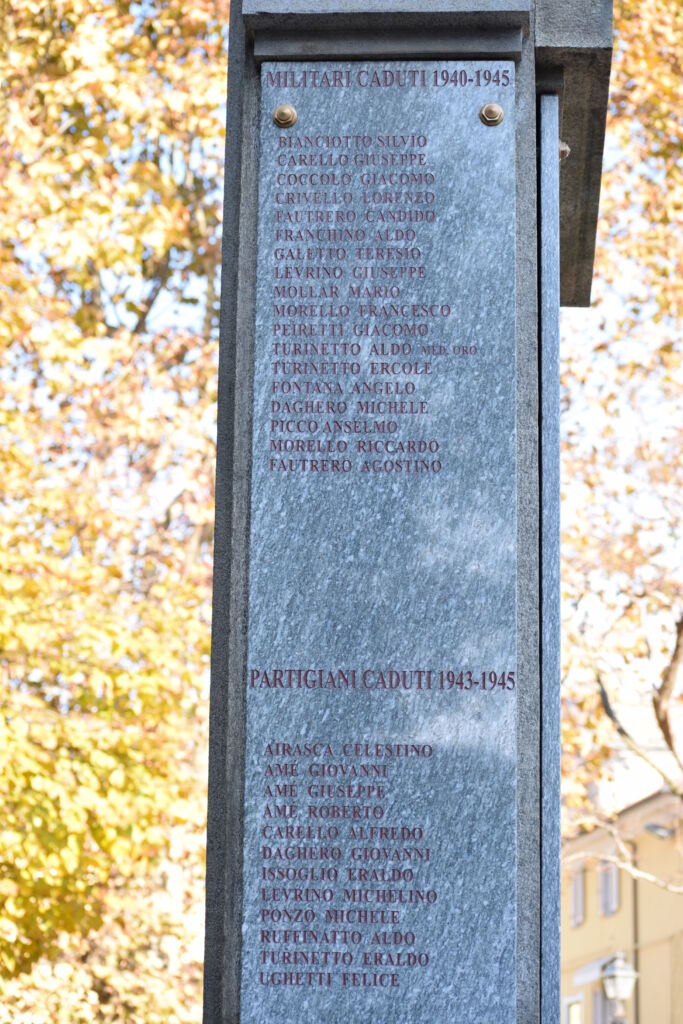 MILITARI CADUTI 1940-1945
BIANCIOTTO SILVIO
CARELLO GIUSEPPE
COCCOLO GIACOMO
CRIVELLO LORENZO
FAUTRERO CANDIDO
FRANCHINO ALDO
GALETTO TERESIO
LEVRINO GIUSEPPE
MOLLAR MARIO
MORELLO FRANCESCO
PEIRETTI GIACOMO
TURINETTO ALDO MED. ORO
TURINETTO ERCOLE
FONTANA ANGELO
DAGHERO MICHELE
PICCO ANSELMO
MORELLO RICCARDO
FAUTRERO AGOSTINO
PARTIGIANI CADUTI 1943-1945
AIRASCA CELESTINO
AMÉ GIOVANNI
AMÉ GIUSEPPE
AMÉ ROBERTO
CARELLO ALFREDO
DAGHERO GIOVANNI
ISSOGLIO ERALDO
LEVRINO MICHELINO
PONZO MICHELE
RUFFINATTO ALDO
TURINETTO ERALDO
UGHETTI FELICE